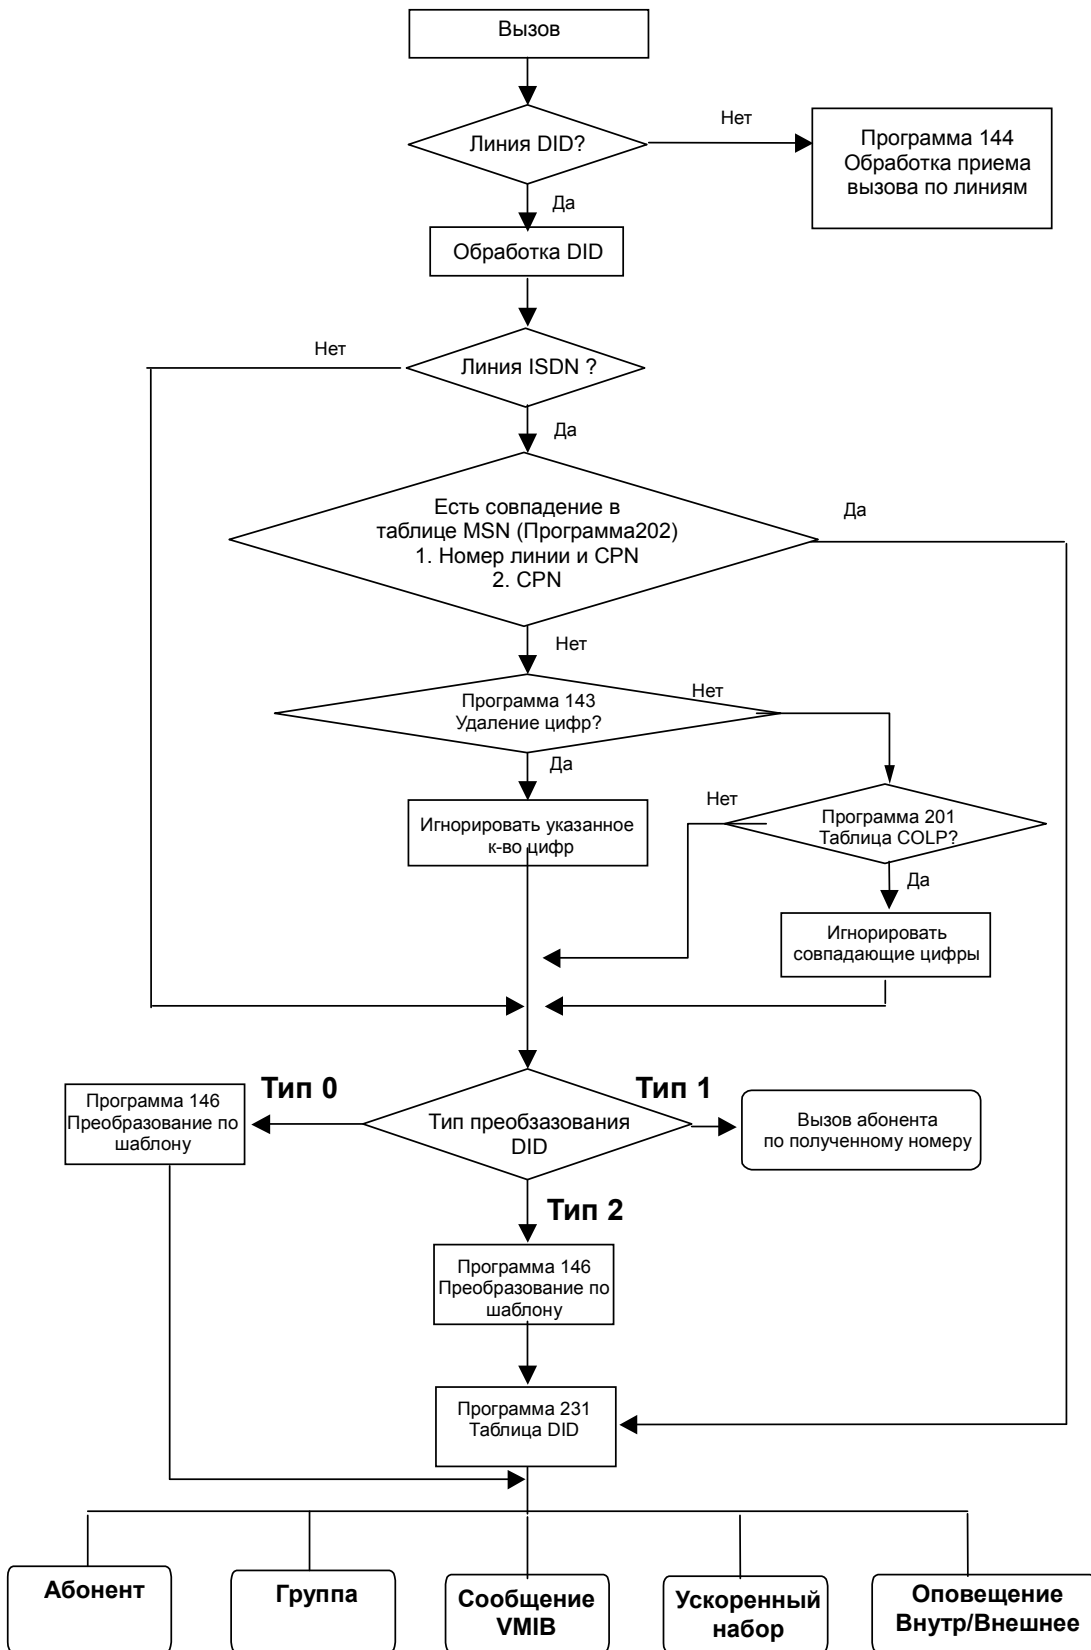 Вызов
Линия DID?
Нет
Программа 144
Обработка приема
вызова по линиям
Да
Обработка DID
Нет
Линия ISDN ?
Да
Есть совпадение в
таблице MSN (Программа202)
1. Номер линии и CPN
2. CPN
Да
Нет
Программа 143
Удаление цифр?
Нет
Да
Игнорировать указанное
к-во цифр
Нет
Программа 201
Таблица COLP?
Да
Игнорировать
совпадающие цифры
Тип 0
Тип 1
Программа 146
Преобразование по
шаблону
Тип преобзазования
DID
Вызов абонента
по полученному номеру
Тип 2
Программа 146
Преобразование по
шаблону
Программа 231
Таблица DID
Абонент
Группа
Сообщение
VMIB
Ускоренный
набор
Оповещение
Внутр/Внешнее